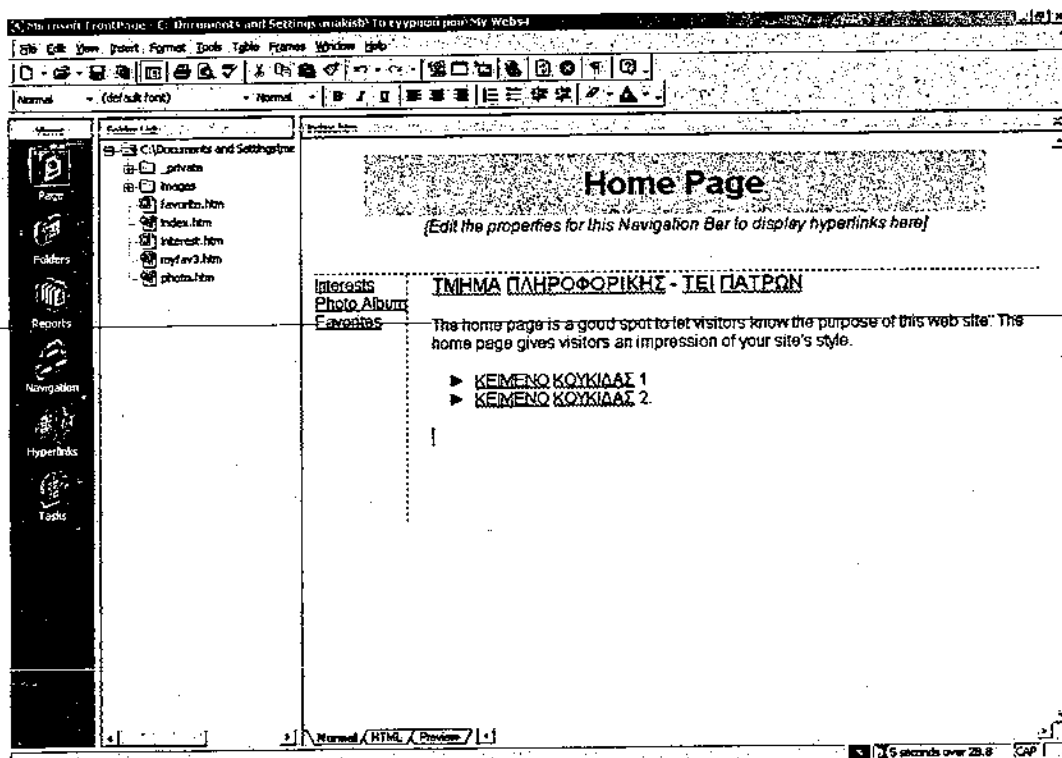 Microsoft FrontPage - C:\Documents and Settings\makish\Τα έγγραφά μου\My Webs4
File Edit View Insert Format Tools Table Frames Window Help
Normal (default font) Normal B I U A
Views Folder List index.htm
C:\Documents and Settings\me
_private
images
favorite.htm
index.htm
interest.htm
myfav3.htm
photo.htm
Page
Folders
Reports
Navigation
Hyperlinks
Tasks
Home Page
[Edit the properties for this Navigation Bar to display hyperlinks here]
Interests
Photo Album
Favorites
ΤΜΗΜΑ ΠΛΗΡΟΦΟΡΙΚΗΣ - ΤΕΙ ΠΑΤΡΩΝ
The home page is a good spot to let visitors know the purpose of this web site. The
home page gives visitors an impression of your site's style.
ΚΕΙΜΕΝΟ ΚΟΥΚΙΔΑΣ 1
ΚΕΙΜΕΝΟ ΚΟΥΚΙΔΑΣ 2.
Normal HTML Preview
5 seconds over 28.8 CAP